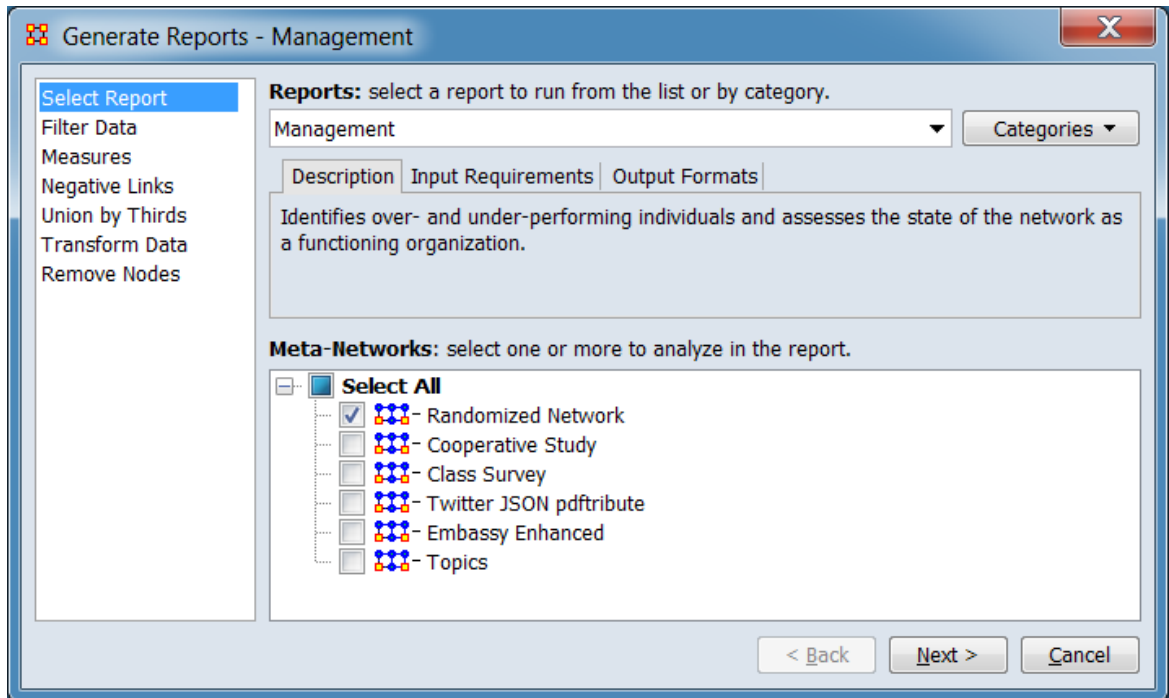 Generate Reports - Management
X
Select Report
Filter Data
Measures
Negative Links
Union by Thirds
Transform Data
Remove Nodes
Reports: select a report to run from the list or by category.
Management
Categories
Description Input Requirements Output Formats
Identifies over- and under-performing individuals and assesses the state of the network as
a functioning organization.
Meta-Networks: select one or more to analyze in the report.
Select All
Randomized Network
Cooperative Study
Class Survey
Twitter JSON pdftribute
Embassy Enhanced
Topics
< Back Next > Cancel